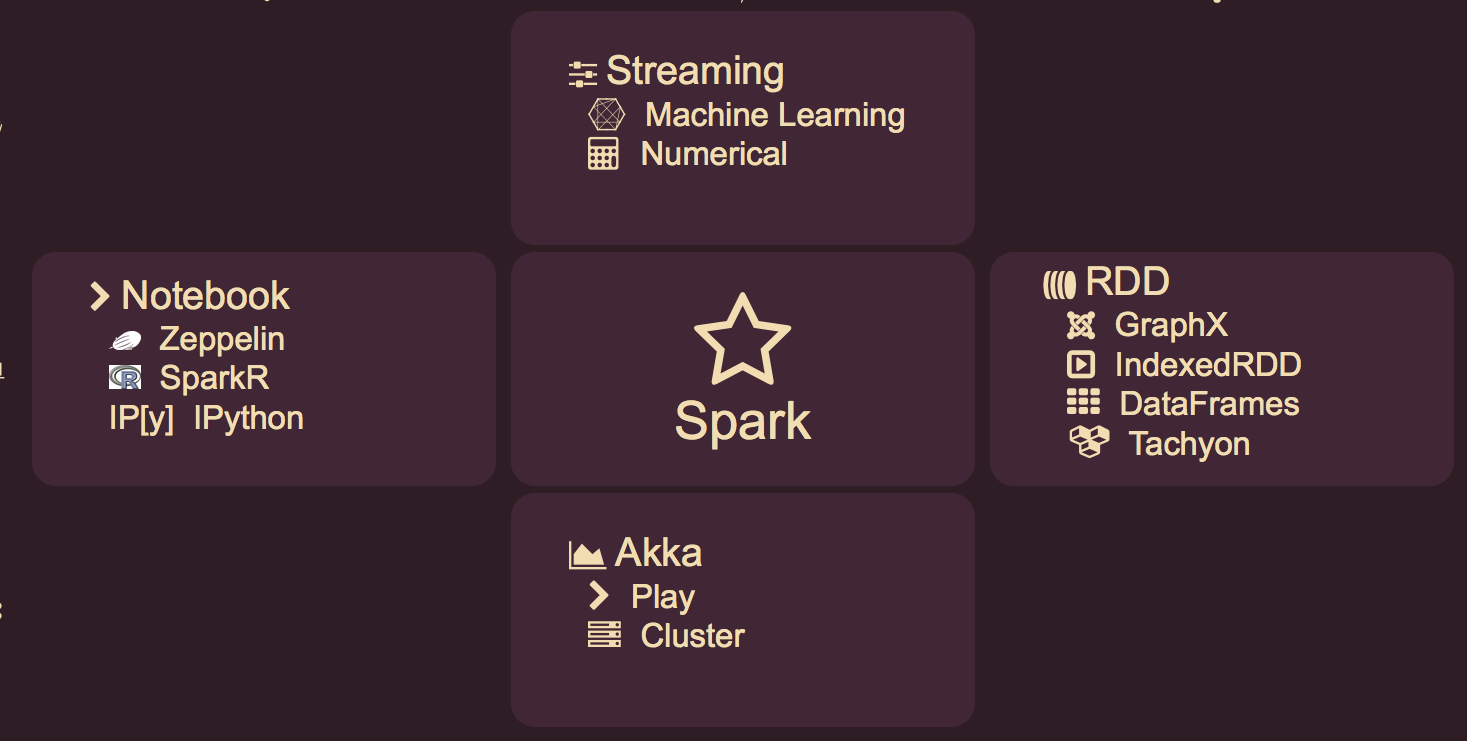 Streaming
Machine Learning
Numerical
Notebook
Zeppelin
SparkR
IP[y] IPython
Spark
RDD
GraphX
IndexedRDD
DataFrames
Tachyon
Akka
Play
Cluster